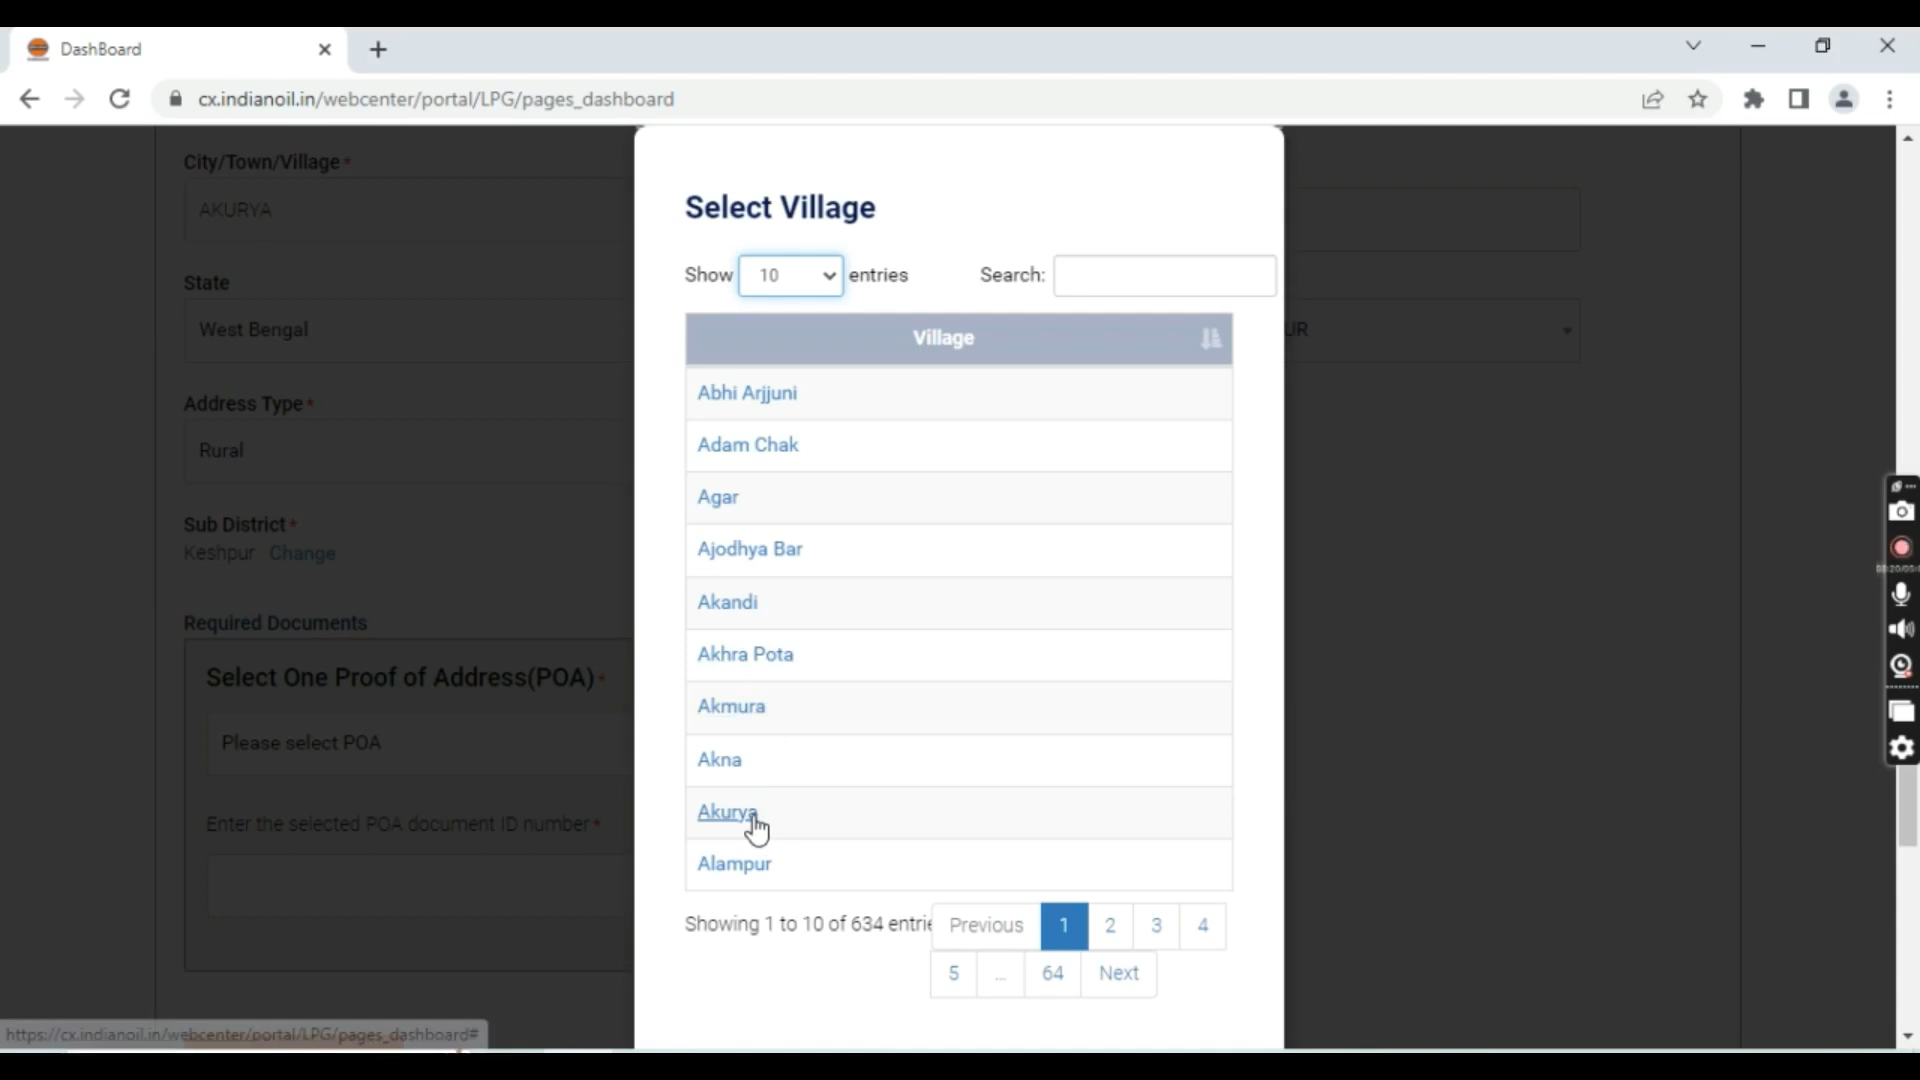 DashBoard
cx.indianoil.in/webcenter/portal/LPG/pages_dashboard
City/Town/Village*
AKURYA
State
West Bengal
UR
Address Type*
Rural
Sub District*
Keshpur Change
Required Documents
Select One Proof of Address(POA)*
Please select POA
Enter the selected POA document ID number*
Select Village
Show 10 entries Search:
Village
Abhi Arjjuni
Adam Chak
Agar
Ajodhya Bar
Akandi
Akhra Pota
Akmura
Akna
Akurya
Alampur
Showing 1 to 10 of 634 entrie
Previous 1 2 3 4
5 ... 64 Next
https://cx.indianoil.in/webcenter/portal/LPG/pages_dashboard#